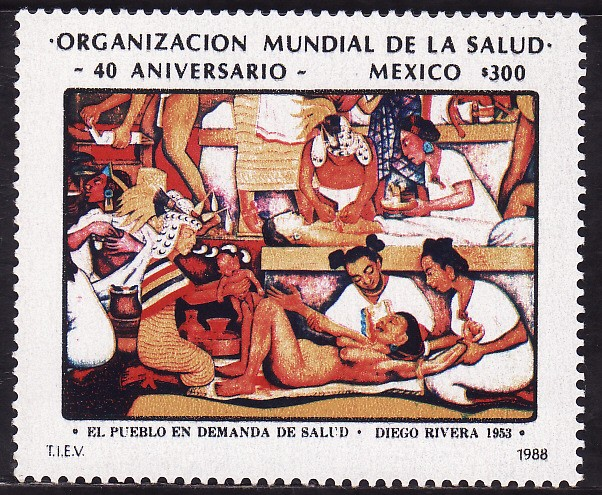 ·ORGANIZACION MUNDIAL DE LA SALUD·
- 40 ANIVERSARIO - MEXICO $300
• EL PUEBLO EN DEMANDA DE SALUD • DIEGO RIVERA 1953 •
T.I.E.V. 1988